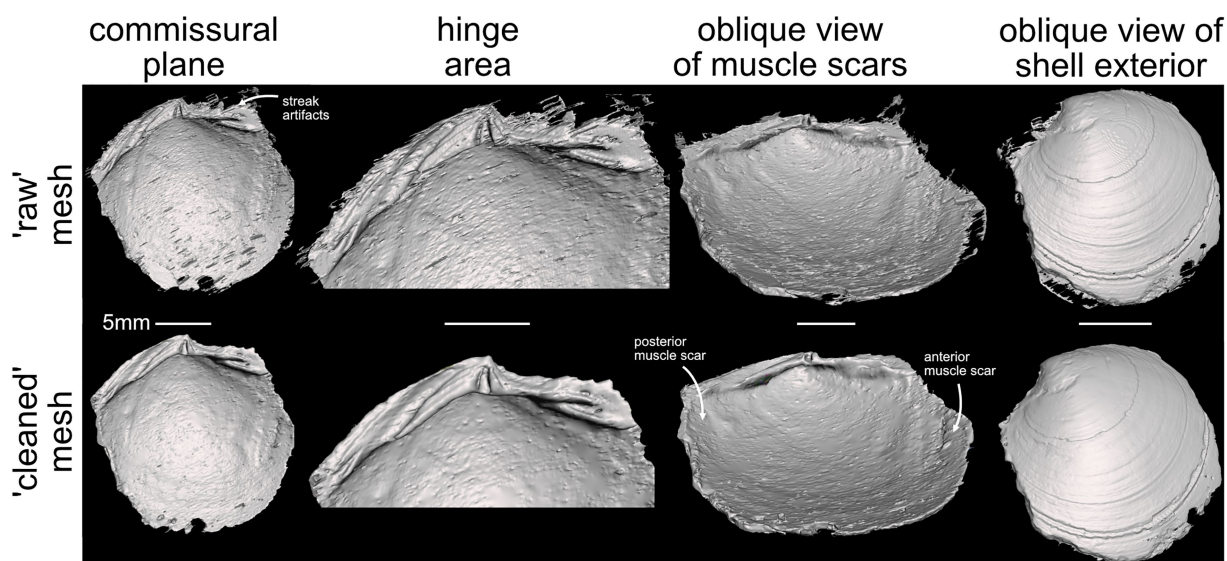 commissural
plane
hinge
area
oblique view
of muscle scars
oblique view of
shell exterior
'raw'
mesh
streak
artifacts
5mm
'cleaned'
mesh
posterior
muscle scar
anterior
muscle scar